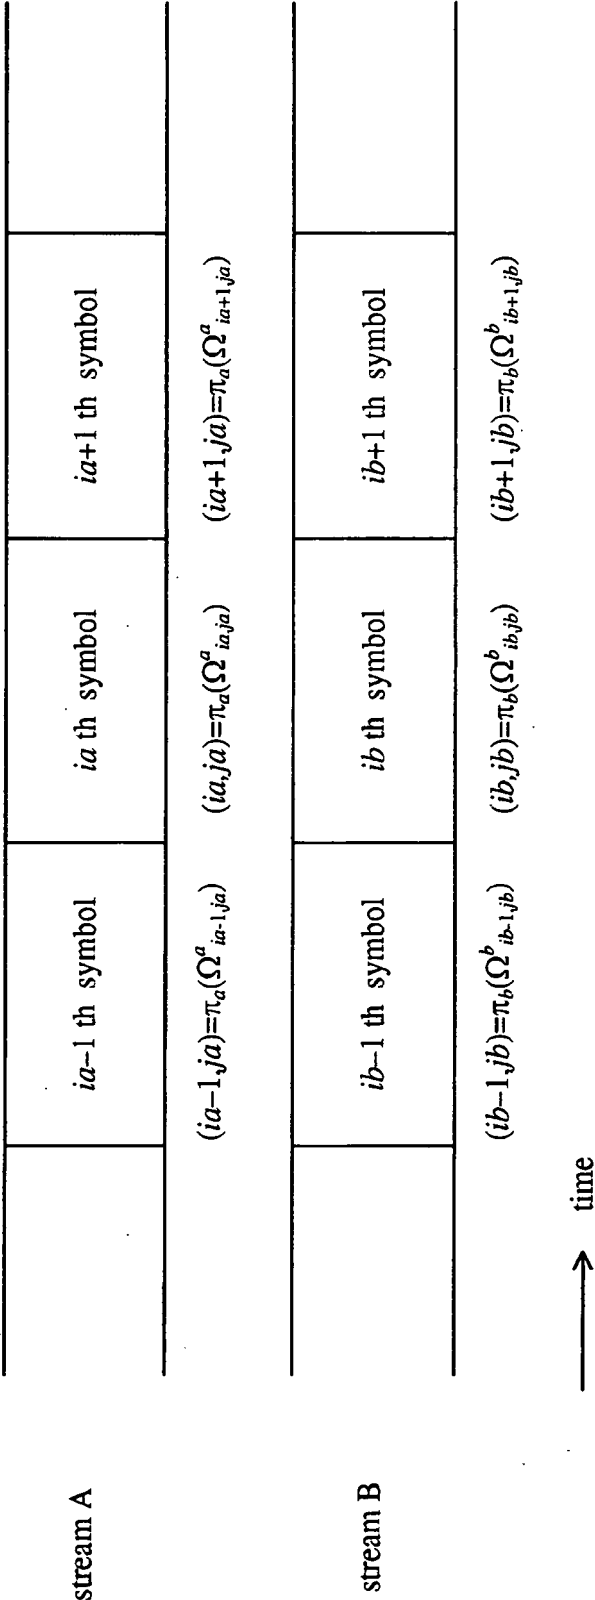 stream A
ia−1 th symbol
ia th symbol
ia+1 th symbol
(ia−1,ja)=πa(Ωᵃia-1,ja)
(ia,ja)=πa(Ωᵃia,ja)
(ia+1,ja)=πa(Ωᵃia+1,ja)
stream B
ib−1 th symbol
ib th symbol
ib+1 th symbol
(ib−1,jb)=πb(Ωᵇib-1,jb)
(ib,jb)=πb(Ωᵇib,jb)
(ib+1,jb)=πb(Ωᵇib+1,jb)
time